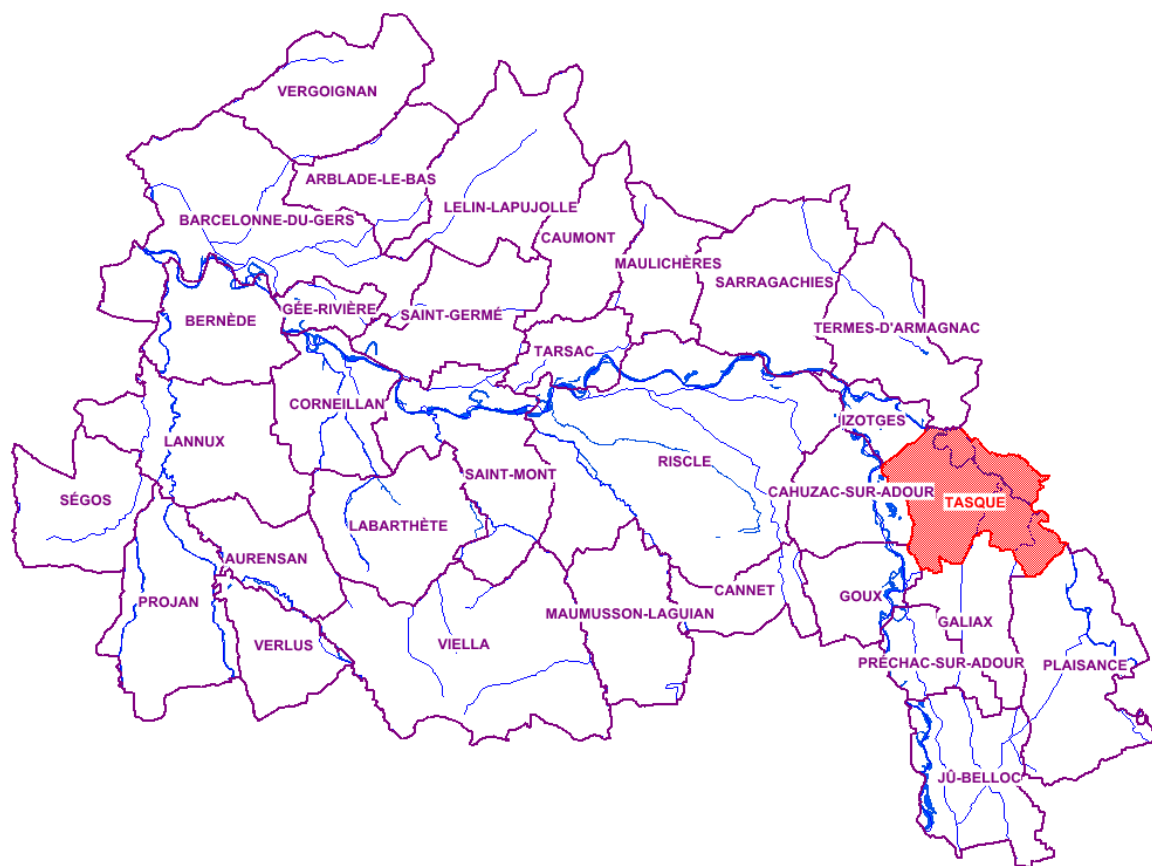 VERGOIGNAN
ARBLADE-LE-BAS
LELIN-LAPUJOLLE
BARCELONNE-DU-GERS
CAUMONT
MAULICHÈRES
SARRAGACHIES
GÉE-RIVIÈRE
SAINT-GERMÉ
BERNÈDE
TERMES-D'ARMAGNAC
TARSAC
CORNEILLAN
IZOTGES
LANNUX
RISCLE
SAINT-MONT
CAHUZAC-SUR-ADOUR
SÉGOS
TASQUE
LABARTHÈTE
AURENSAN
CANNET
PROJAN
GOUX
MAUMUSSON-LAGUIAN
GALIAX
VERLUS
VIELLA
PRÉCHAC-SUR-ADOUR
PLAISANCE
JÛ-BELLOC